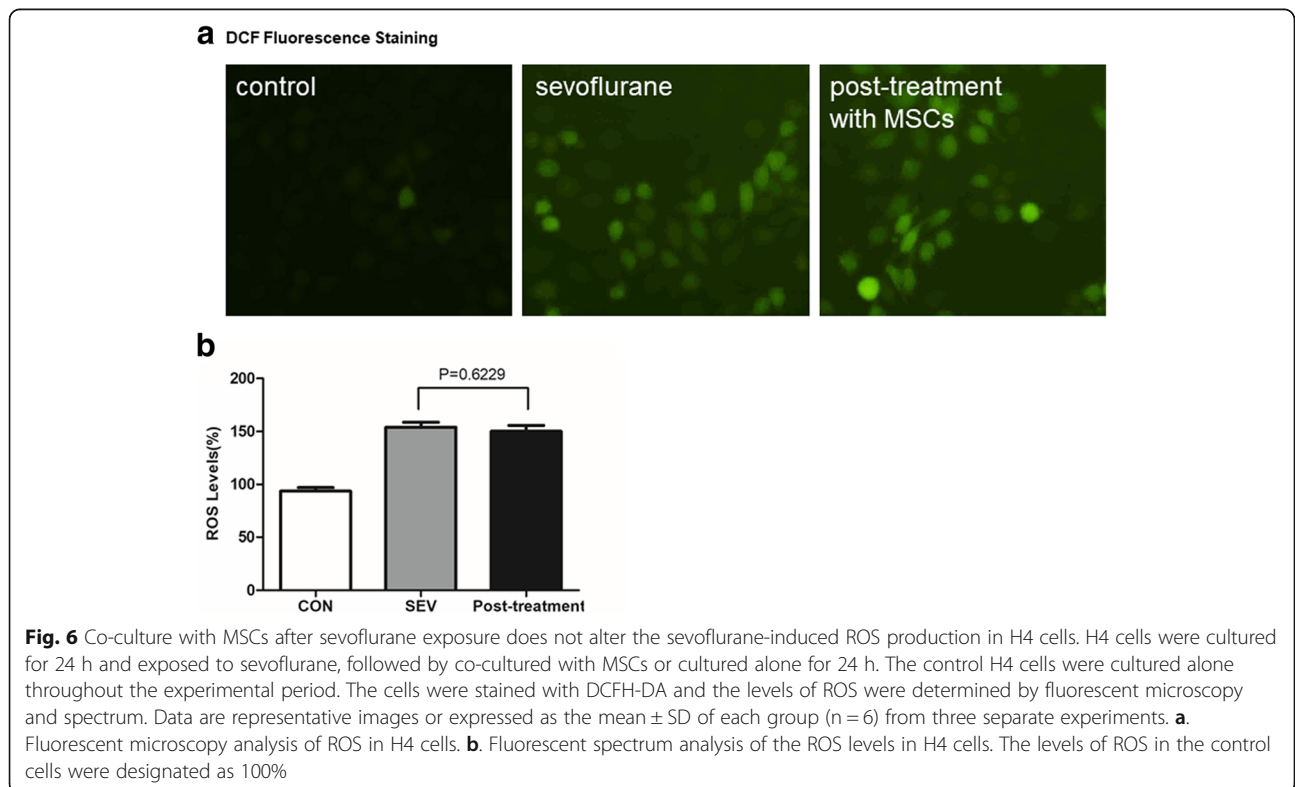 a DCF Fluorescence Staining
control
sevoflurane
post-treatment
with MSCs
b
P=0.6229
200
150
100
50
0
ROS Levels(%)
CON SEV Post-treatment
Fig. 6 Co-culture with MSCs after sevoflurane exposure does not alter the sevoflurane-induced ROS production in H4 cells. H4 cells were cultured
for 24 h and exposed to sevoflurane, followed by co-cultured with MSCs or cultured alone for 24 h. The control H4 cells were cultured alone
throughout the experimental period. The cells were stained with DCFH-DA and the levels of ROS were determined by fluorescent microscopy
and spectrum. Data are representative images or expressed as the mean ± SD of each group (n = 6) from three separate experiments. a.
Fluorescent microscopy analysis of ROS in H4 cells. b. Fluorescent spectrum analysis of the ROS levels in H4 cells. The levels of ROS in the control
cells were designated as 100%